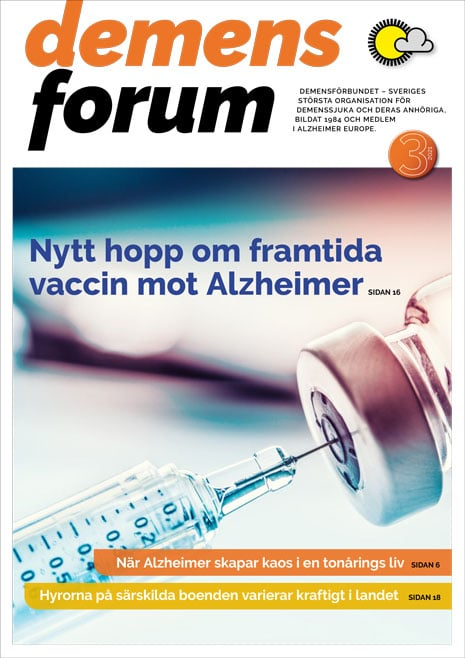 demens
forum
DEMENSFÖRBUNDET – SVERIGES
STÖRSTA ORGANISATION FÖR
DEMENSSJUKA OCH DERAS ANHÖRIGA,
BILDAT 1984 OCH MEDLEM
I ALZHEIMER EUROPE.
3
2021
Nytt hopp om framtida
vaccin mot Alzheimer SIDAN 16
När Alzheimer skapar kaos i en tonårings liv SIDAN 6
Hyrorna på särskilda boenden varierar kraftigt i landet SIDAN 18